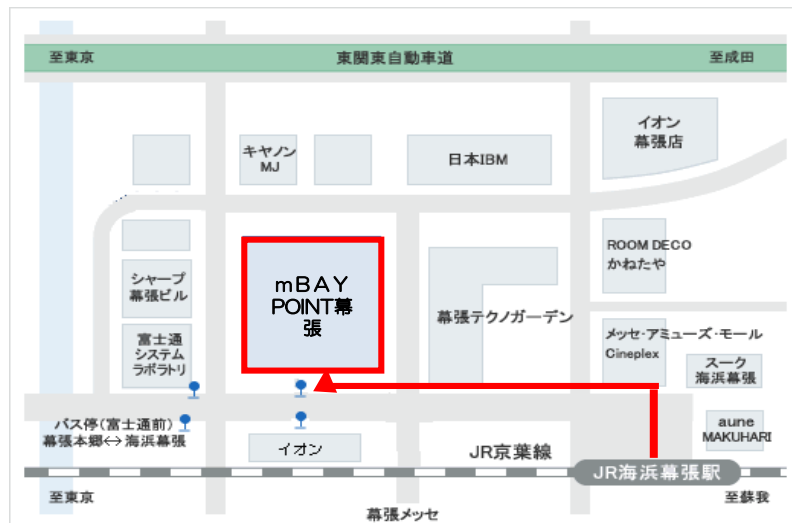 至東京
東関東自動車道
至成田
イオン
幕張店
キヤノン
MJ
日本IBM
ROOM DECO
かねたや
mBAY
POINT幕
張
シャープ
幕張ビル
幕張テクノガーデン
富士通
システム
ラボラトリ
メッセ・アミューズ・モール
Cineplex
スーク
海浜幕張
バス停(富士通前)
幕張本郷↔海浜幕張
イオン
aune
MAKUHARI
JR京葉線
JR海浜幕張駅
至東京
至蘇我
幕張メッセ